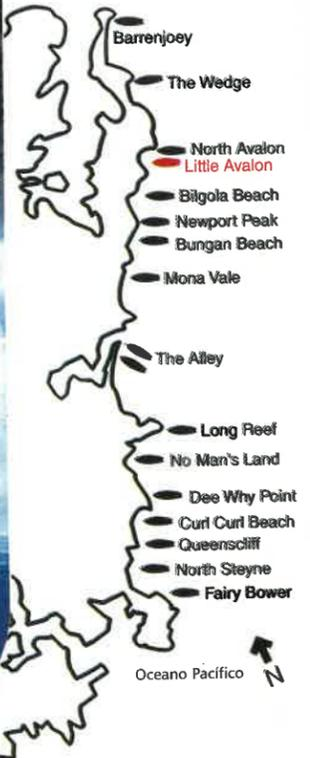 Barrenjoey
The Wedge
North Avalon
Little Avalon
Bilgola Beach
Newport Peak
Bungan Beach
Mona Vale
The Alley
Long Reef
No Man's Land
Dee Why Point
Curl Curl Beach
Queenscliff
North Steyne
Fairy Bower
Oceano Pacífico
N